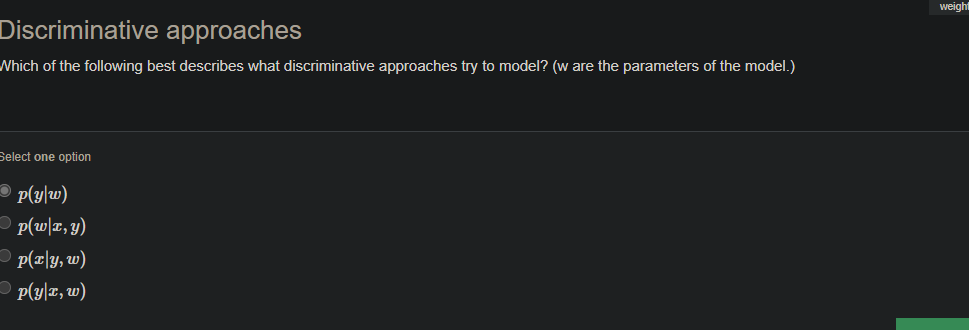 weight
Discriminative approaches
Which of the following best describes what discriminative approaches try to model? (w are the parameters of the model.)
Select one option
p(y|w)
p(w|x, y)
p(x|y, w)
p(y|x, w)